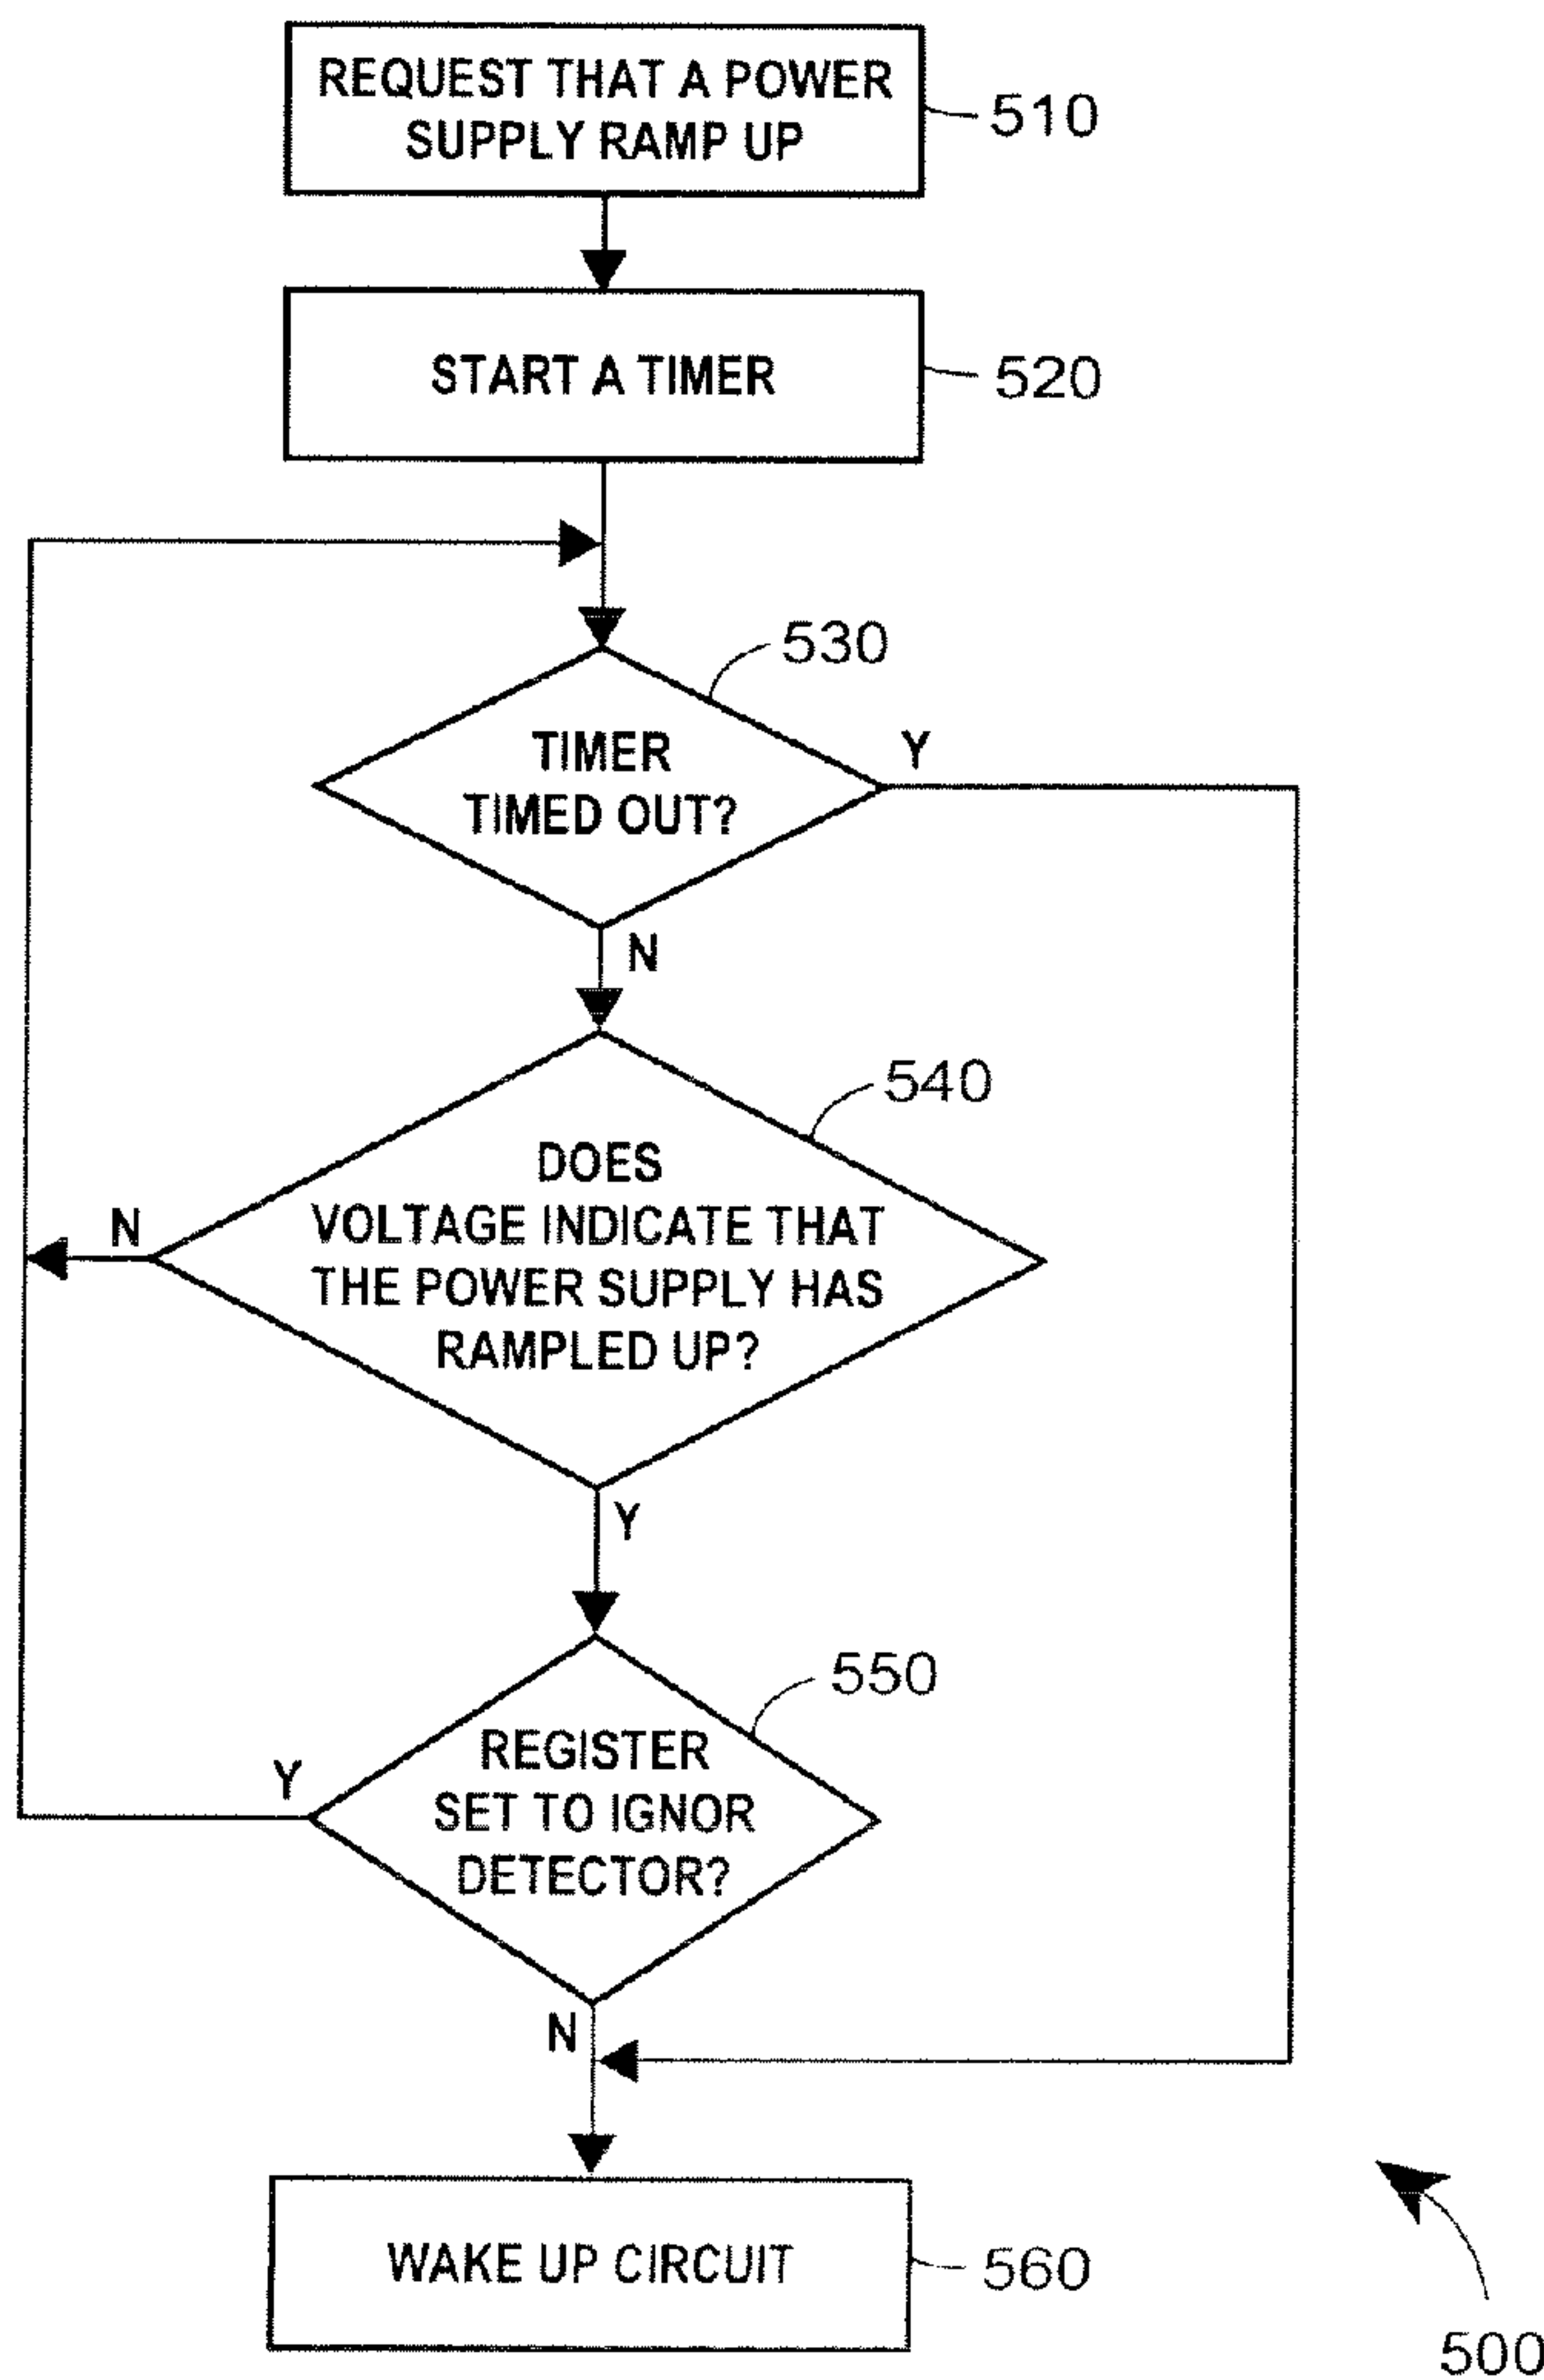 REQUEST THAT A POWER
SUPPLY RAMP UP
510
START A TIMER
520
530
TIMER
TIMED OUT?
Y
N
540
DOES
VOLTAGE INDICATE THAT
THE POWER SUPPLY HAS
RAMPLED UP?
N
Y
550
REGISTER
SET TO IGNOR
DETECTOR?
Y
N
WAKE UP CIRCUIT
560
500